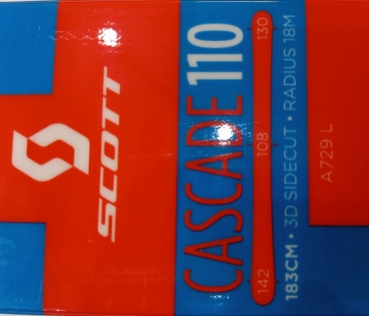 SCOTT
CASCADE 110
142 108 130
183CM • 3D SIDECUT • RADIUS 18M
A729 L